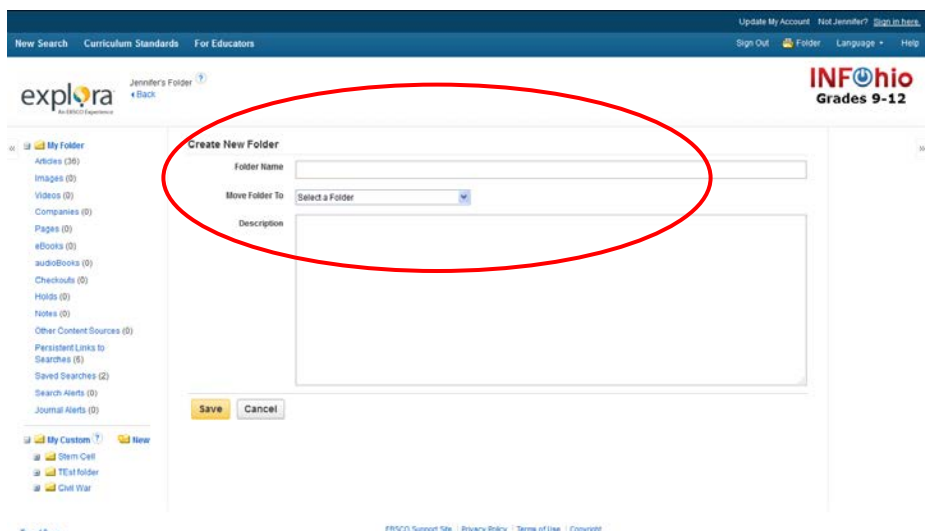 Update My Account Not Jennifer? Sign in here.
New Search Curriculum Standards For Educators Sign Out Folder Language Help
explora
An EBSCO Experience
Jennifer's Folder ?
Back
INFOhio
Grades 9-12
My Folder
Articles (36)
Images (0)
Videos (0)
Companies (0)
Pages (0)
eBooks (0)
audioBooks (0)
Checkouts (0)
Holds (0)
Notes (0)
Other Content Sources (0)
Persistent Links to
Searches (6)
Saved Searches (2)
Search Alerts (0)
Journal Alerts (0)
My Custom ? New
Stem Cell
TEst folder
Civil War
Create New Folder
Folder Name
Move Folder To Select a Folder
Description
Save Cancel
EBSCO Support Site Privacy Policy Terms of Use Copyright